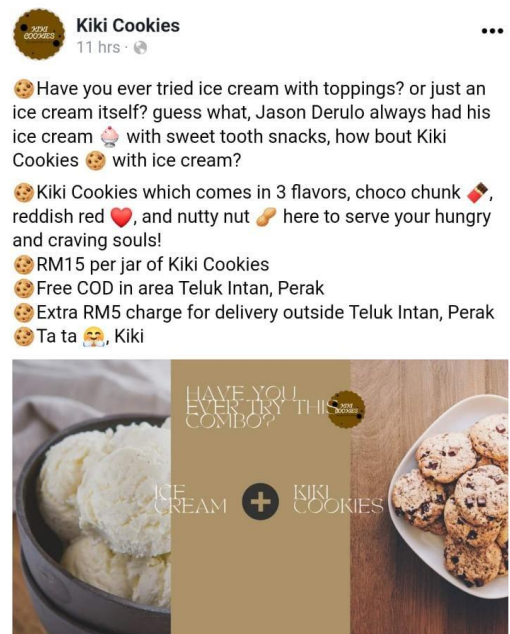 KIKI
COOKIES
Kiki Cookies
11 hrs ·
🍪Have you ever tried ice cream with toppings? or just an
ice cream itself? guess what, Jason Derulo always had his
ice cream 🍨 with sweet tooth snacks, how bout Kiki
Cookies 🍪 with ice cream?
🍪Kiki Cookies which comes in 3 flavors, choco chunk 🍫,
reddish red ❤️, and nutty nut 🥜 here to serve your hungry
and craving souls!
🍪RM15 per jar of Kiki Cookies
🍪Free COD in area Teluk Intan, Perak
🍪Extra RM5 charge for delivery outside Teluk Intan, Perak
🍪Ta ta 🤗, Kiki
HAVE YOU
EVER TRY THIS
COMBO?
KIKI
COOKIES
ICE
CREAM
+
KIKI
COOKIES